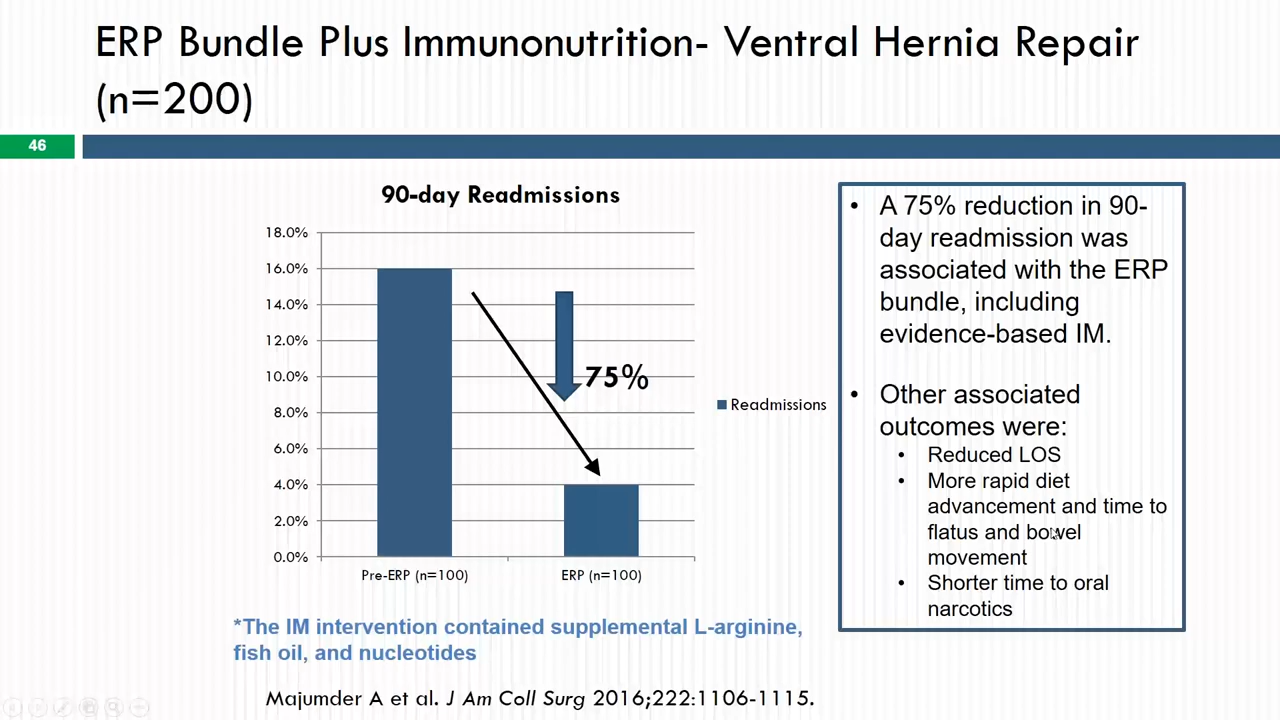 ERP Bundle Plus Immunonutrition- Ventral Hernia Repair
(n=200)
46
90-day Readmissions
18.0%
16.0%
14.0%
12.0%
10.0%
8.0%
6.0%
4.0%
2.0%
0.0%
75%
Pre-ERP (n=100)
ERP (n=100)
Readmissions
• A 75% reduction in 90-
day readmission was
associated with the ERP
bundle, including
evidence-based IM.
• Other associated
outcomes were:
• Reduced LOS
• More rapid diet
advancement and time to
flatus and bowel
movement
• Shorter time to oral
narcotics
*The IM intervention contained supplemental L-arginine,
fish oil, and nucleotides
Majumder A et al. J Am Coll Surg 2016;222:1106-1115.